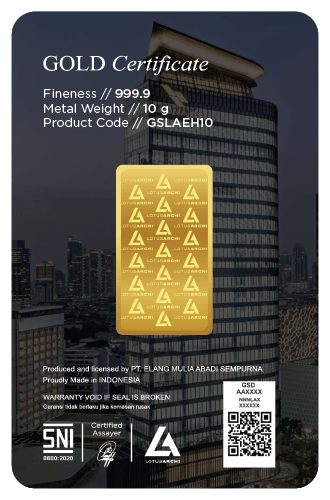 GOLD Certificate
Fineness // 999.9
Metal Weight // 10 g
Product Code // GSLAEH10
LOTUSARCHI
Produced and licensed by PT. ELANG MULIA ABADI SEMPURNA
Proudly Made in INDONESIA
WARRANTY VOID IF SEAL IS BROKEN
Garansi tidak berlaku jika kemasan rusak
SNI
8880:2020
Certified
Assayer
LOTUSARCHI
GSD
AAXXXX
NNNLAX
XXXXXX